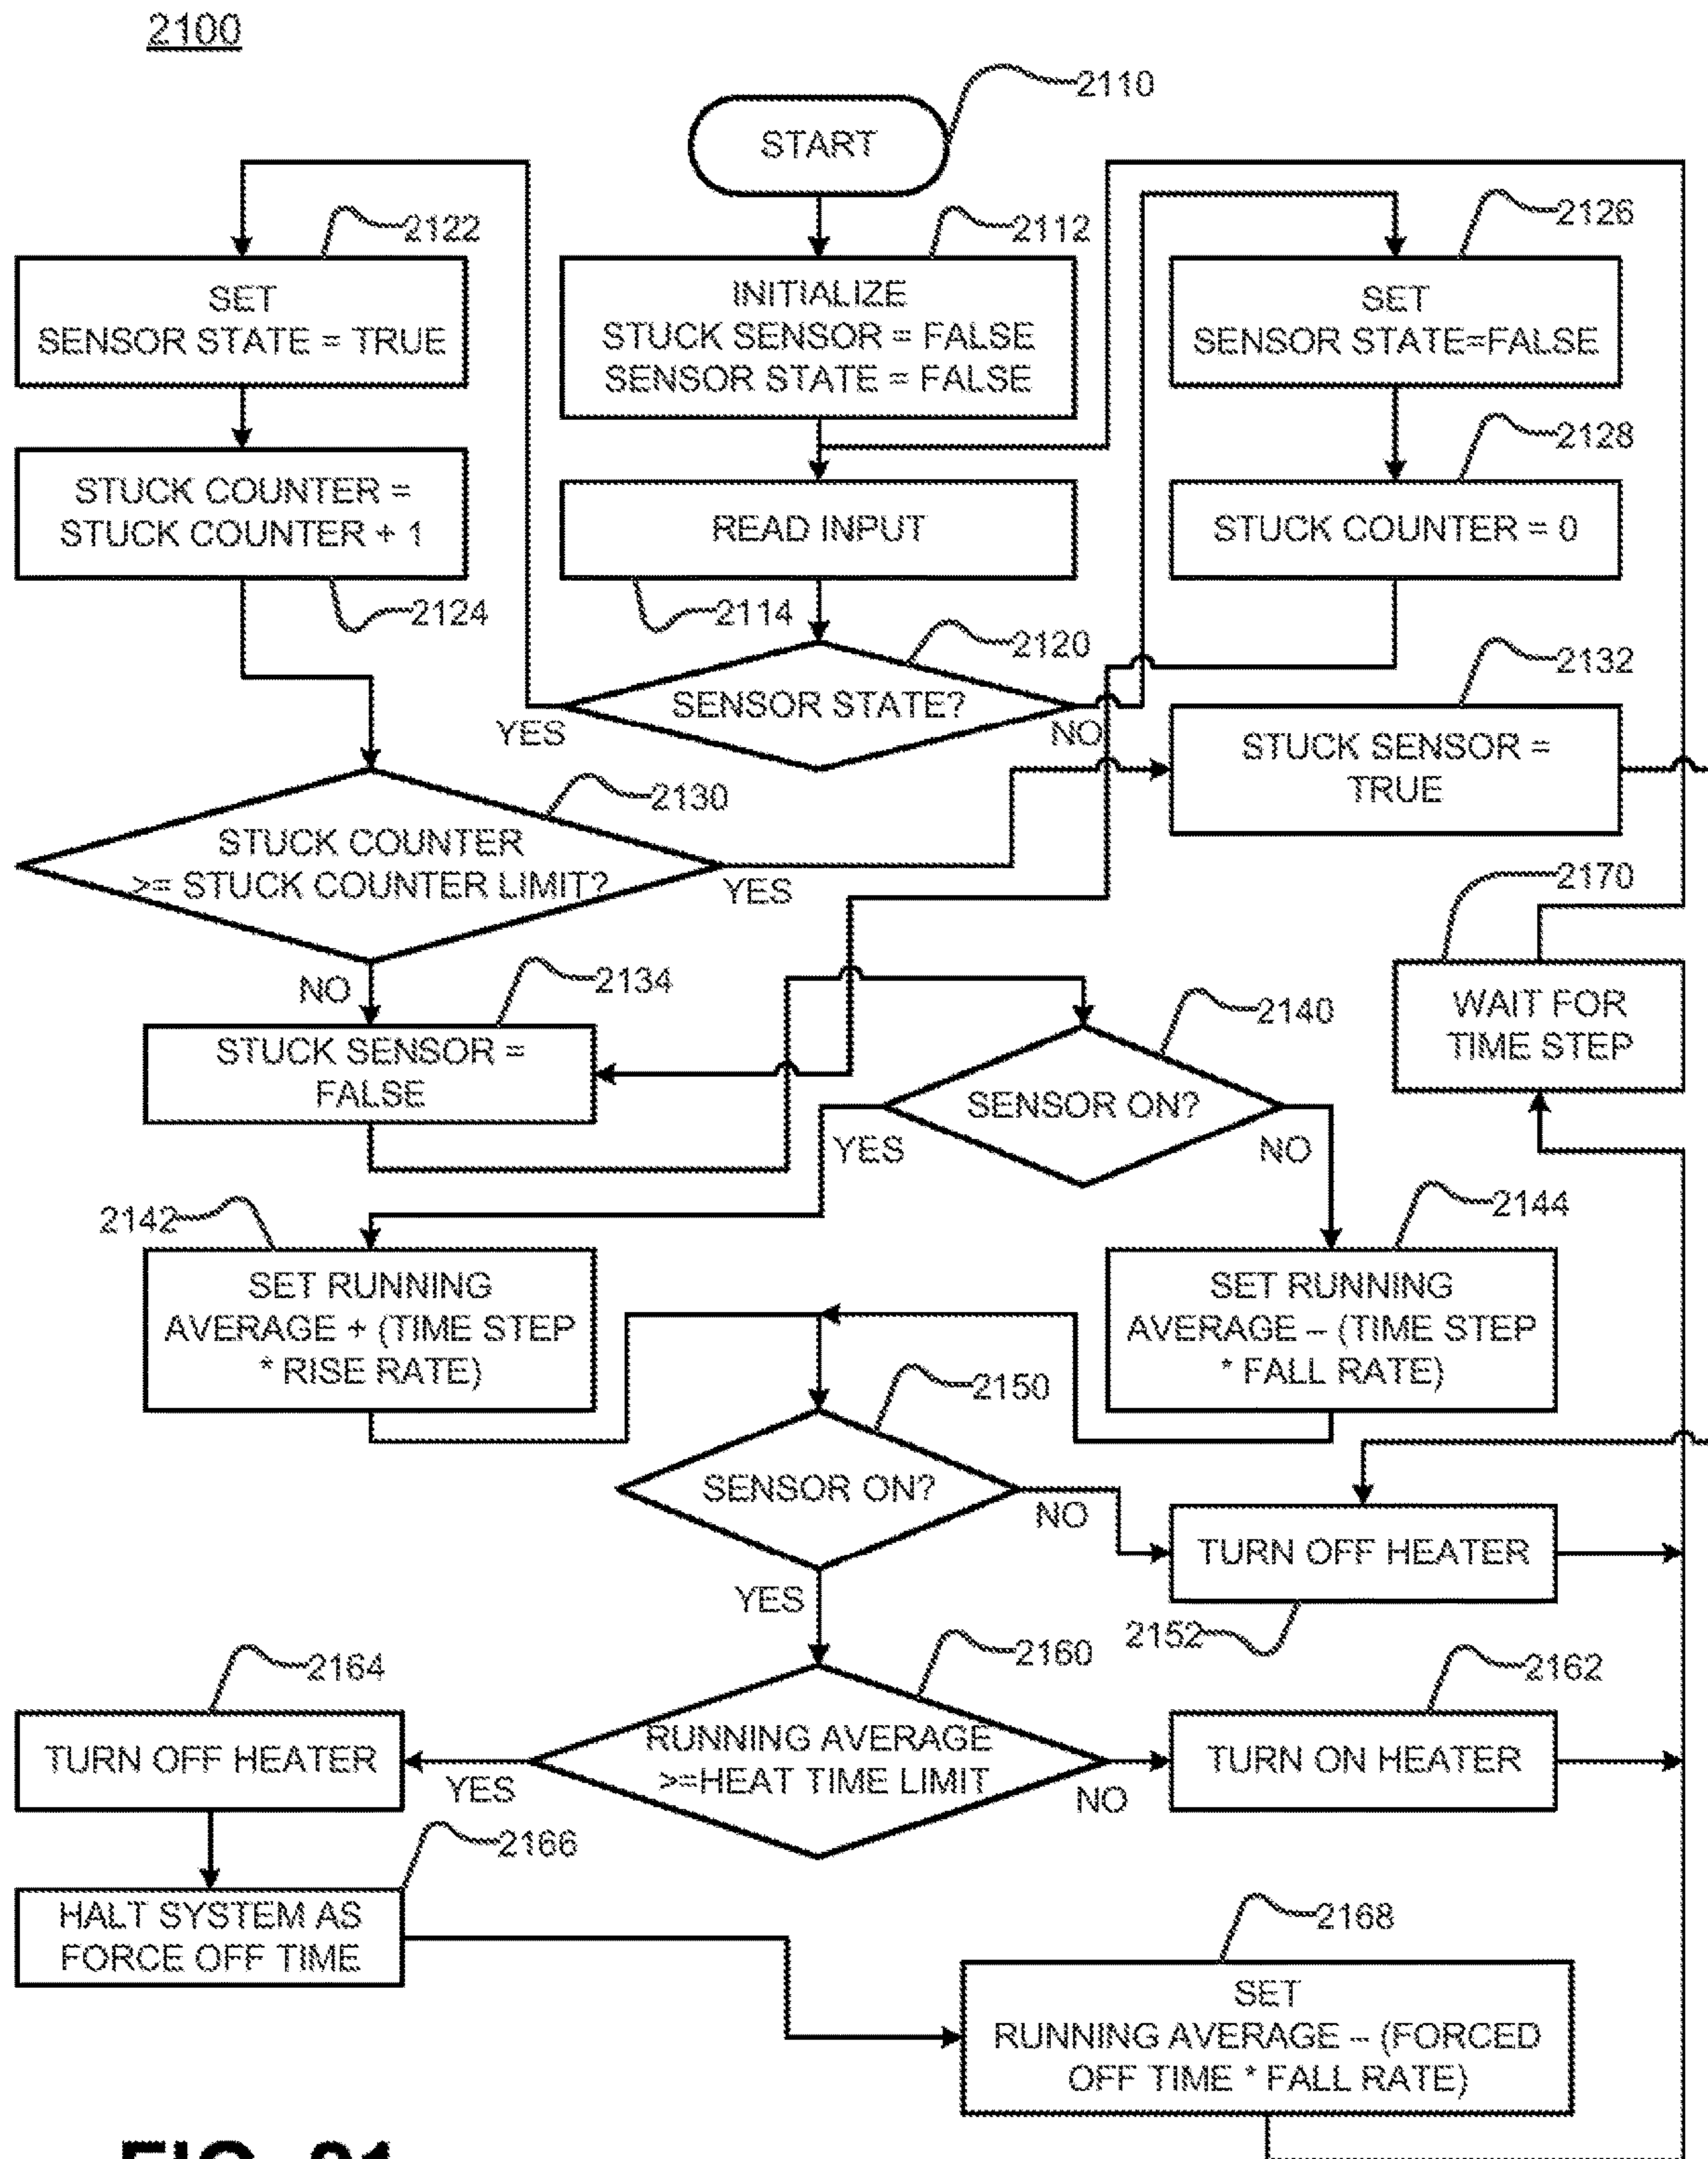 2100
START
2110
2122
SET
SENSOR STATE = TRUE
2112
INITIALIZE
STUCK SENSOR = FALSE
SENSOR STATE = FALSE
2126
SET
SENSOR STATE=FALSE
STUCK COUNTER =
STUCK COUNTER + 1
2124
READ INPUT
2114
2128
STUCK COUNTER = 0
2120
SENSOR STATE?
YES
NO
2132
STUCK SENSOR =
TRUE
2130
STUCK COUNTER
>= STUCK COUNTER LIMIT?
YES
NO
2134
STUCK SENSOR =
FALSE
2140
SENSOR ON?
YES
NO
2170
WAIT FOR
TIME STEP
2142
SET RUNNING
AVERAGE + (TIME STEP
* RISE RATE)
2144
SET RUNNING
AVERAGE – (TIME STEP
* FALL RATE)
2150
SENSOR ON?
NO
YES
TURN OFF HEATER
2152
2160
RUNNING AVERAGE
>=HEAT TIME LIMIT
YES
NO
2164
TURN OFF HEATER
2162
TURN ON HEATER
2166
HALT SYSTEM AS
FORCE OFF TIME
2168
SET
RUNNING AVERAGE – (FORCED
OFF TIME * FALL RATE)
FIG. 21